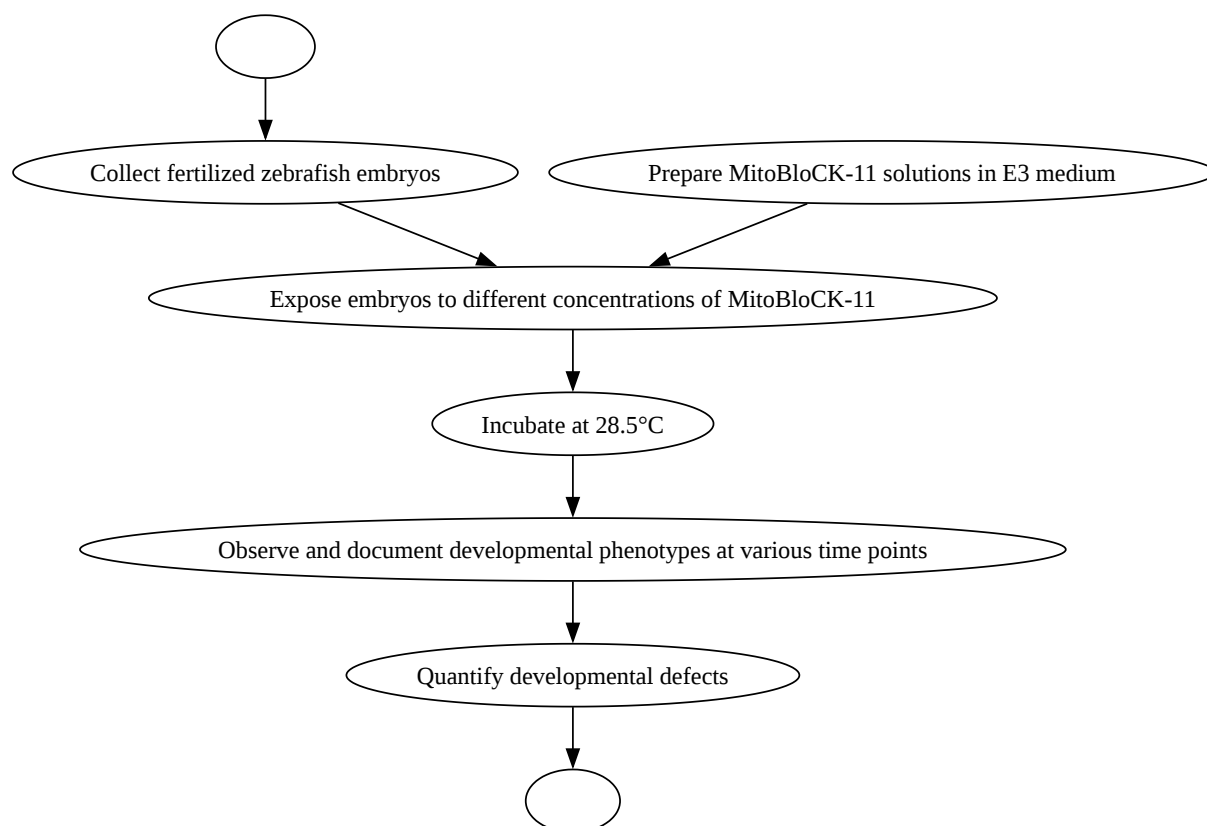 Collect fertilized zebrafish embryos
Prepare MitoBloCK-11 solutions in E3 medium
Expose embryos to different concentrations of MitoBloCK-11
Incubate at 28.5°C
Observe and document developmental phenotypes at various time points
Quantify developmental defects